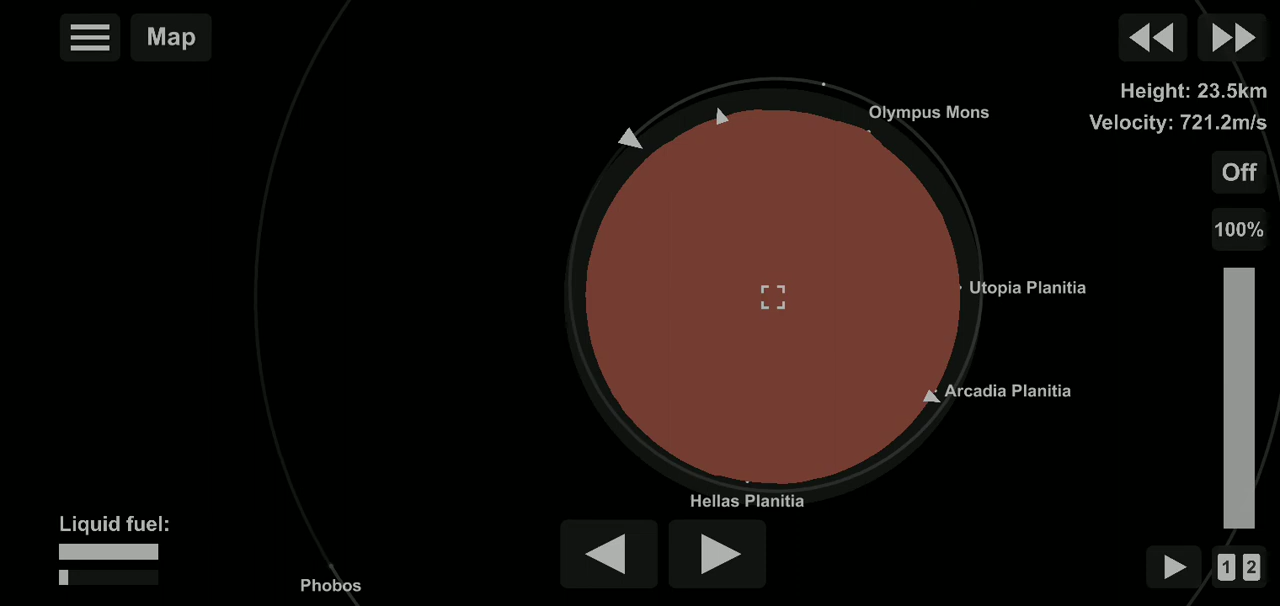 Map
Height: 23.5km
Velocity: 721.2m/s
Olympus Mons
Off
100%
Utopia Planitia
Arcadia Planitia
Hellas Planitia
Liquid fuel:
Phobos
1 2